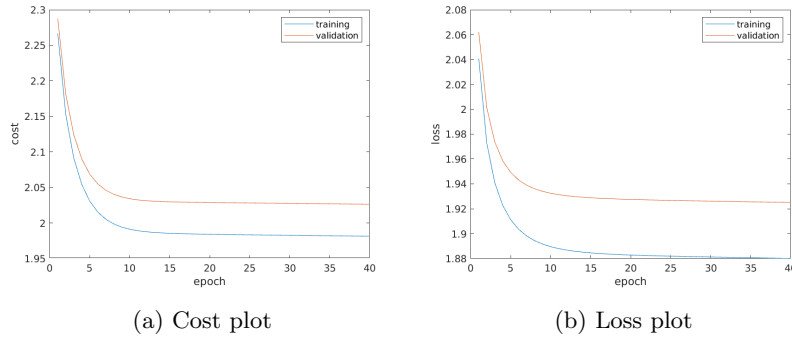 2.3
2.25
2.2
2.15
2.1
2.05
2
1.95
cost
0 5 10 15 20 25 30 35 40
epoch
training
validation
(a) Cost plot
2.08
2.06
2.04
2.02
2
1.98
1.96
1.94
1.92
1.9
1.88
loss
0 5 10 15 20 25 30 35 40
epoch
training
validation
(b) Loss plot